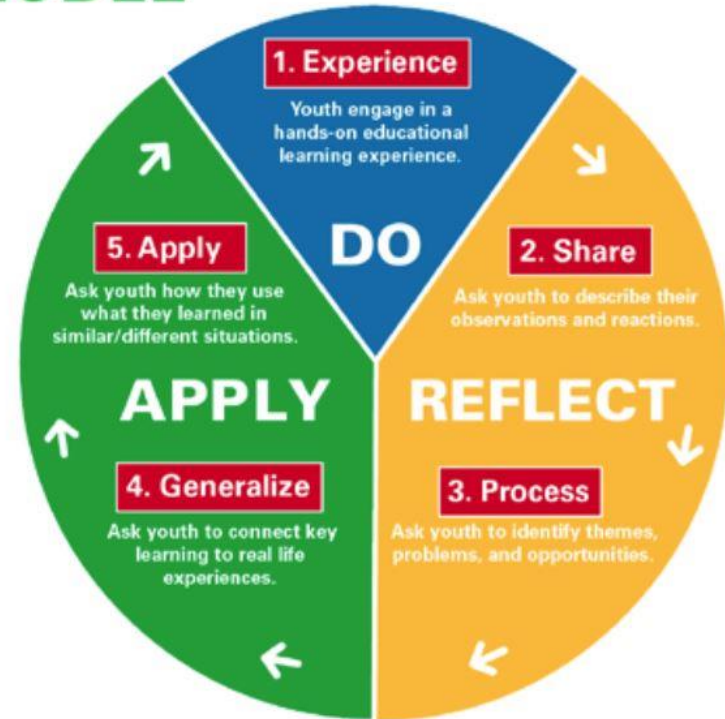 1. Experience
Youth engage in a
hands-on educational
learning experience.
DO
2. Share
Ask youth to describe their
observations and reactions.
REFLECT
3. Process
Ask youth to identify themes,
problems, and opportunities.
4. Generalize
Ask youth to connect key
learning to real life
experiences.
APPLY
5. Apply
Ask youth how they use
what they learned in
similar/different situations.